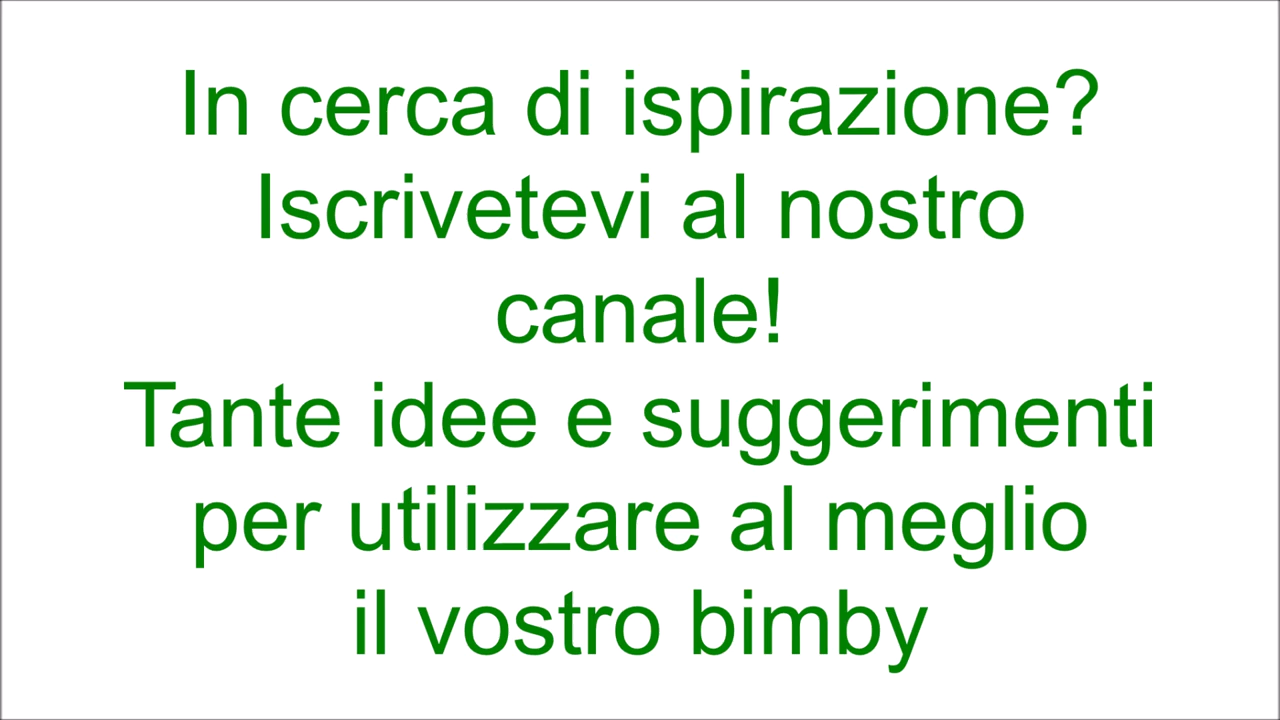 In cerca di ispirazione?
Iscrivetevi al nostro
canale!
Tante idee e suggerimenti
per utilizzare al meglio
il vostro bimby